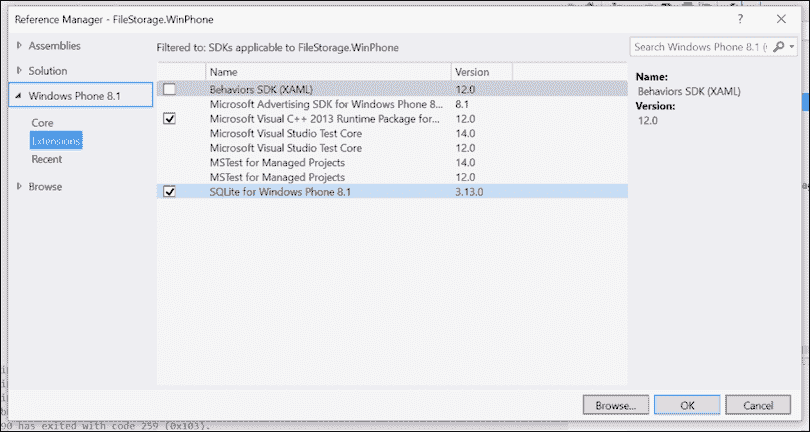 Reference Manager - FileStorage.WinPhone
? ×
Assemblies
Solution
Windows Phone 8.1
Core
Extensions
Recent
Browse
Filtered to: SDKs applicable to FileStorage.WinPhone
Name Version
Behaviors SDK (XAML) 12.0
Microsoft Advertising SDK for Windows Phone 8... 8.1
Microsoft Visual C++ 2013 Runtime Package for... 12.0
Microsoft Visual Studio Test Core 14.0
Microsoft Visual Studio Test Core 12.0
MSTest for Managed Projects 14.0
MSTest for Managed Projects 12.0
SQLite for Windows Phone 8.1 3.13.0
Search Windows Phone 8.1 (
Name:
Behaviors SDK (XAML)
Version:
12.0
Browse... OK Cancel
90 has exited with code 259 (0x103).